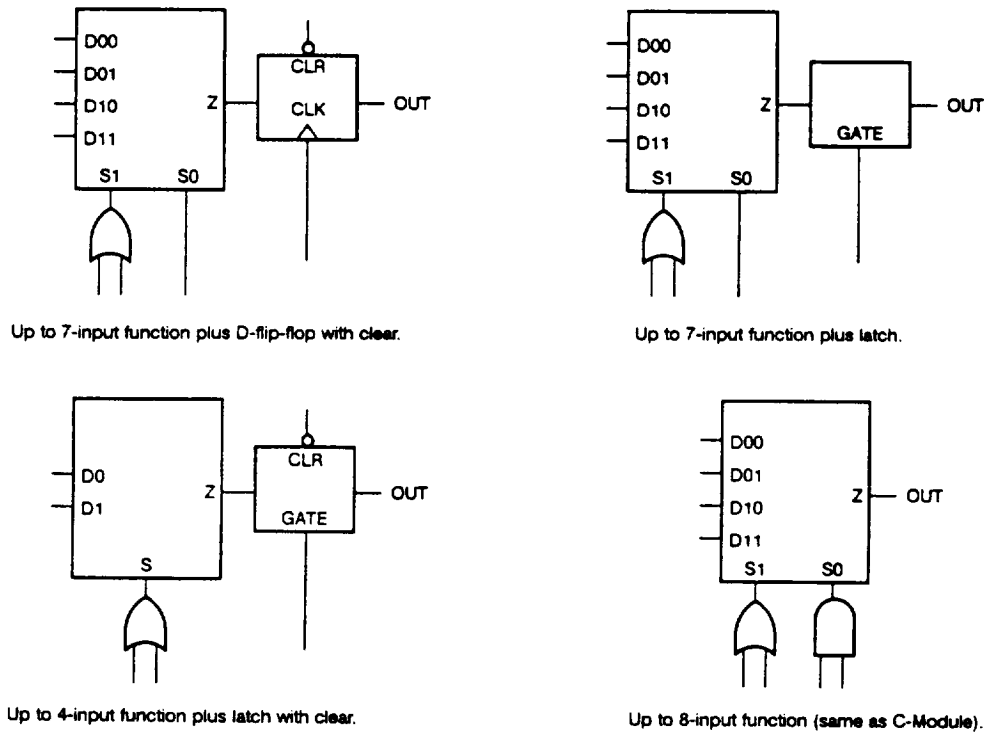 D00
D01
D10
D11
Z
S1 S0
CLR
CLK
OUT
Up to 7-input function plus D-flip-flop with clear.
D00
D01
D10
D11
Z
S1 S0
GATE
OUT
Up to 7-input function plus latch.
D0
D1
Z
S
CLR
GATE
OUT
Up to 4-input function plus latch with clear.
D00
D01
D10
D11
Z
S1 S0
OUT
Up to 8-input function (same as C-Module).